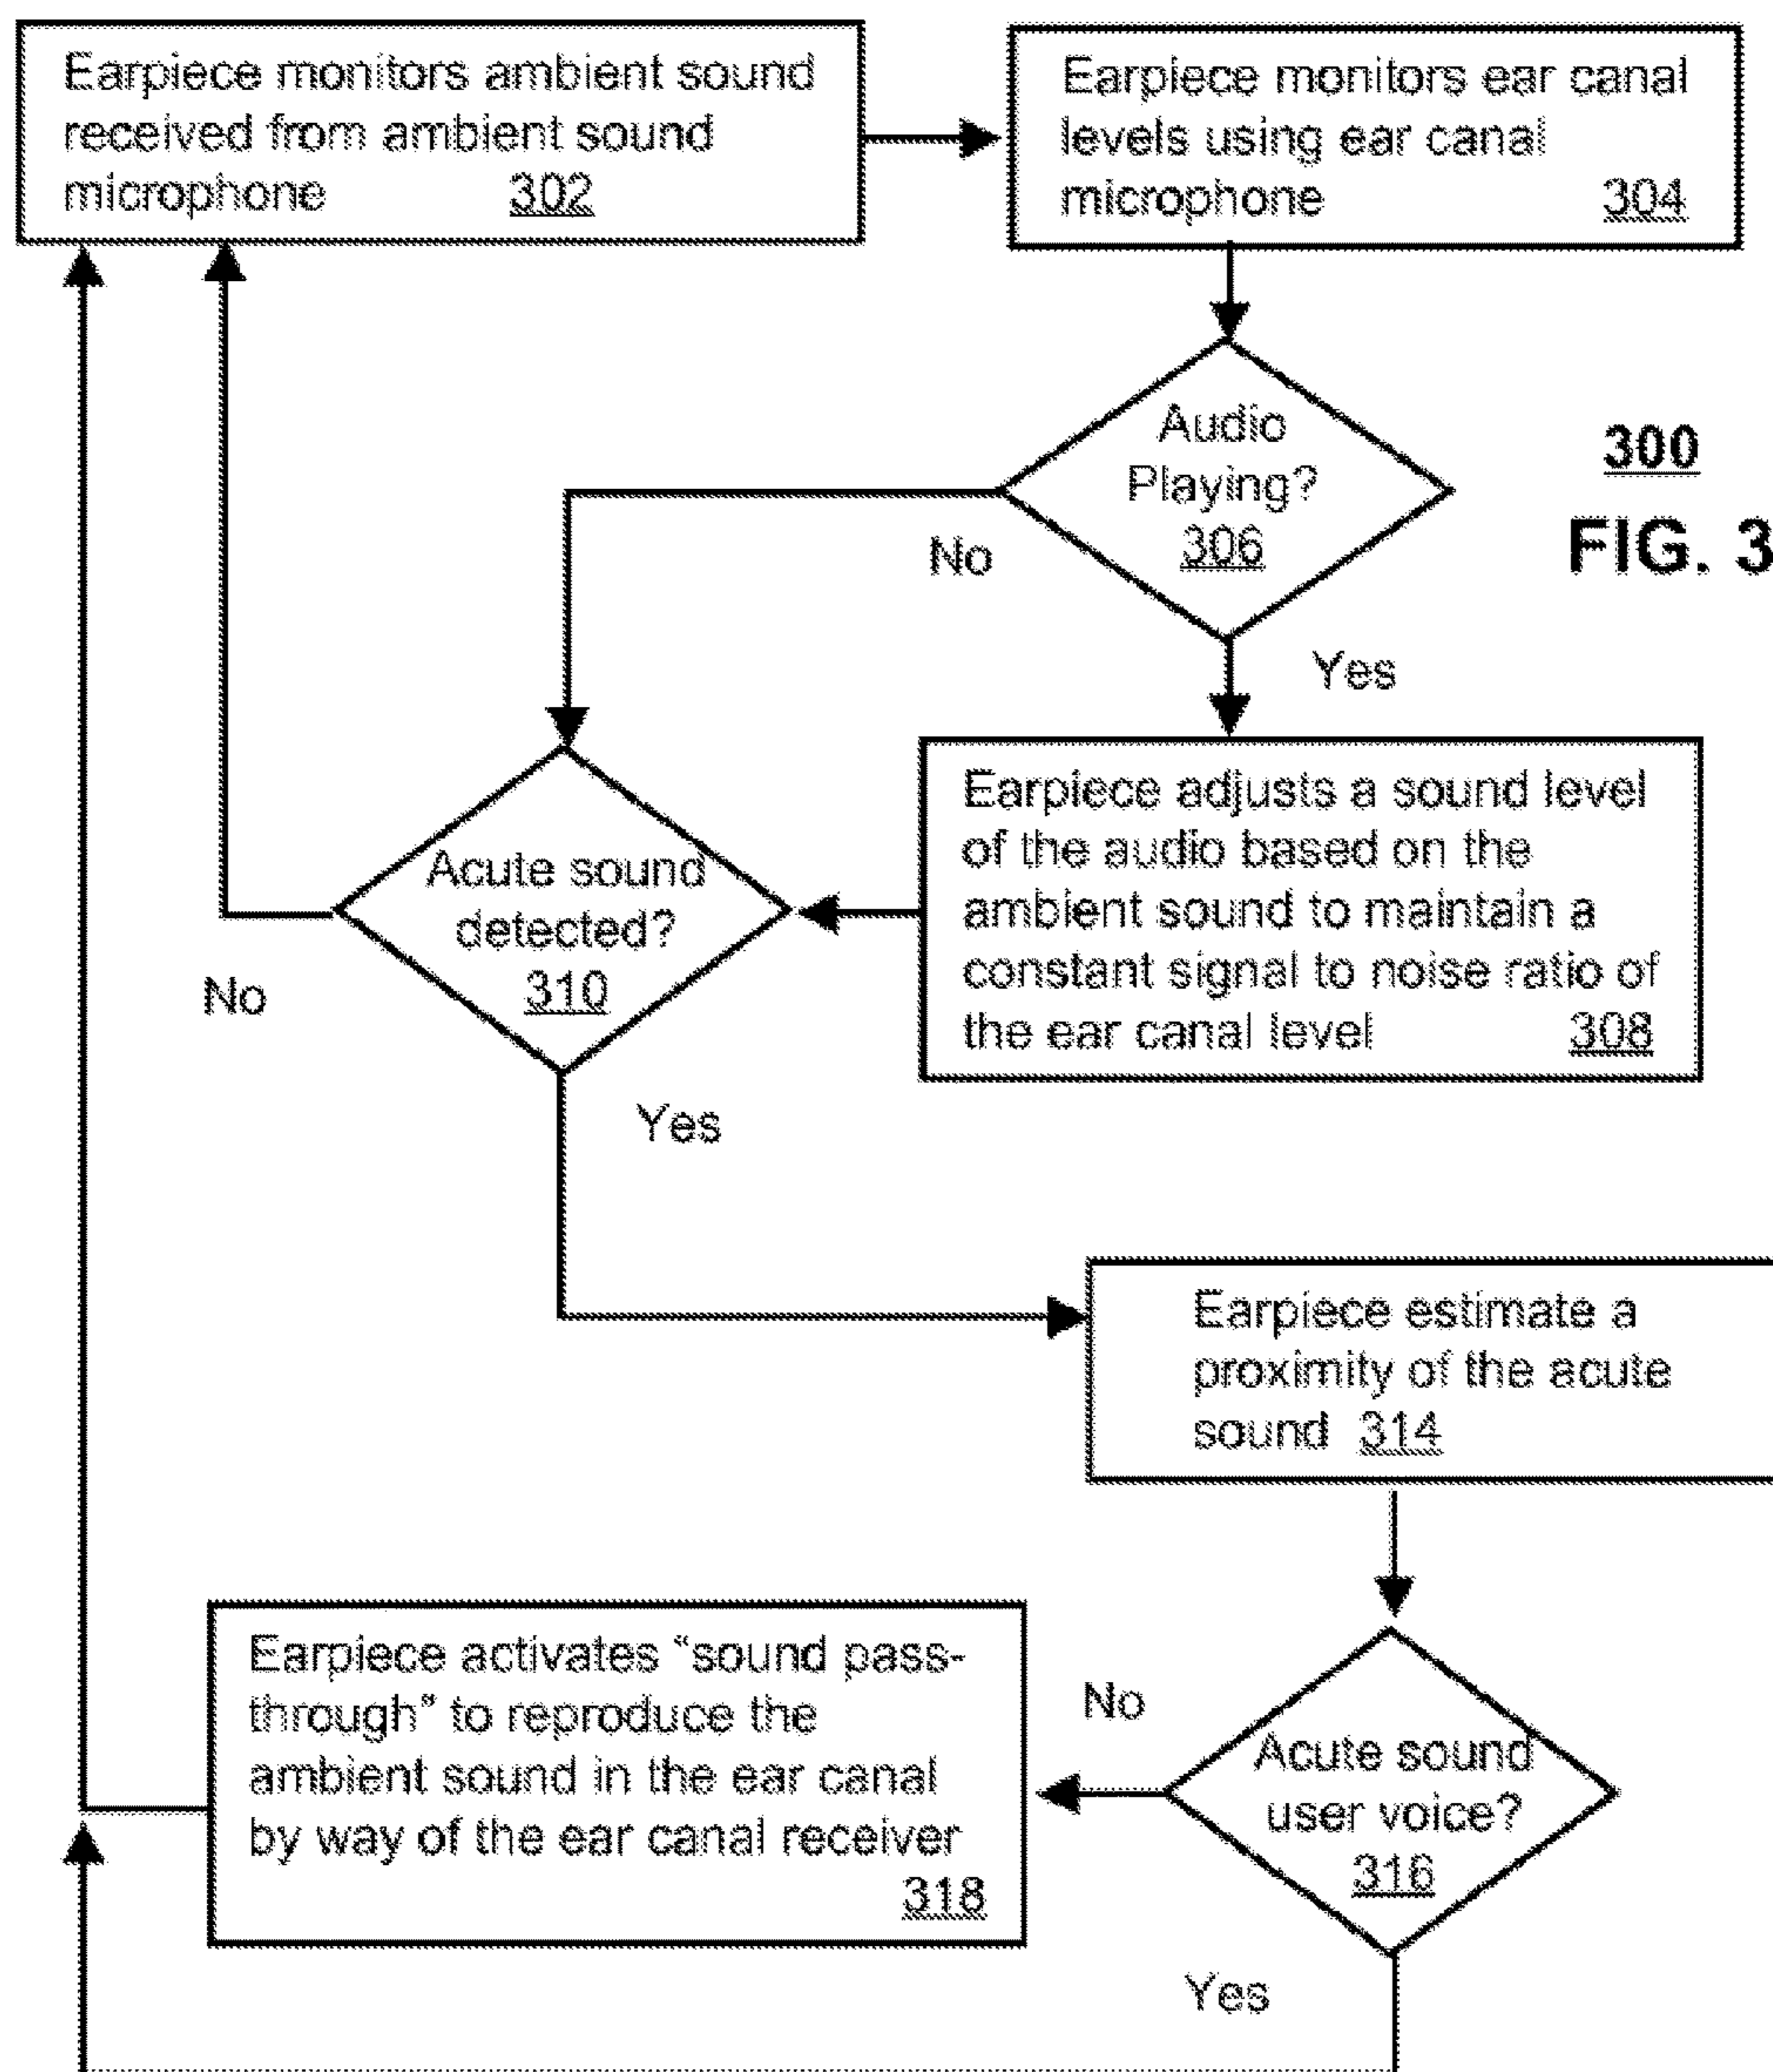 Earpiece monitors ambient sound
received from ambient sound
microphone 302
Earpiece monitors ear canal
levels using ear canal
microphone 304
Audio
Playing?
306
300
FIG. 3
No
Yes
Earpiece adjusts a sound level
of the audio based on the
ambient sound to maintain a
constant signal to noise ratio of
the ear canal level 308
Acute sound
detected?
310
No
Yes
Earpiece estimate a
proximity of the acute
sound 314
Earpiece activates “sound pass-
through” to reproduce the
ambient sound in the ear canal
by way of the ear canal receiver
318
No
Acute sound
user voice?
316
Yes